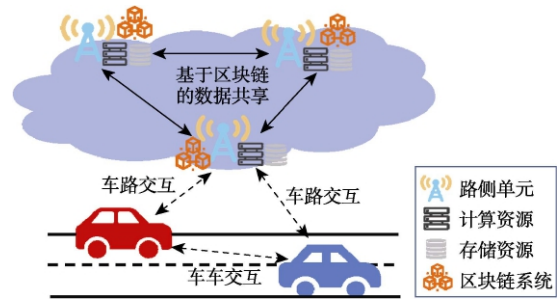 基于区块链
的数据共享
车路交互
车路交互
车车交互
路侧单元
计算资源
存储资源
区块链系统